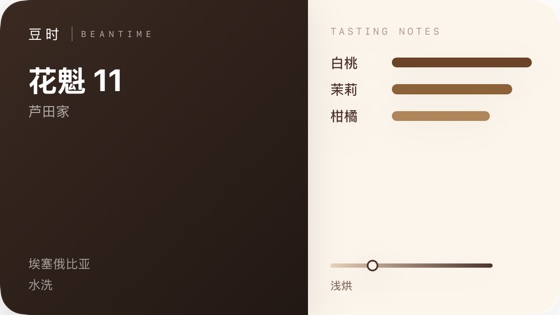 豆时 | BEANTIME
花魁 11
芦田家
埃塞俄比亚
水洗
TASTING NOTES
白桃
茉莉
柑橘
浅烘